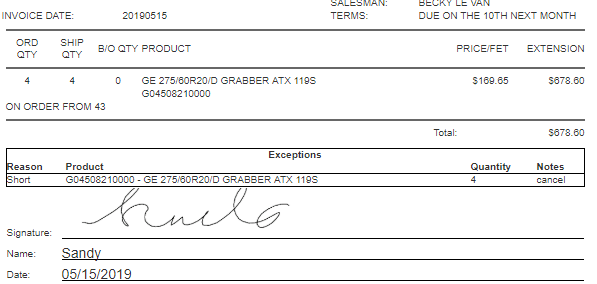 SALESMAN: BECKY LE VAN
INVOICE DATE: 20190515 TERMS: DUE ON THE 10TH NEXT MONTH
ORD QTY SHIP QTY B/O QTY PRODUCT PRICE/FET EXTENSION
4 4 0 GE 275/60R20/D GRABBER ATX 119S $169.65 $678.60
G04508210000
ON ORDER FROM 43
Total: $678.60
Exceptions
Reason Product Quantity Notes
Short G04508210000 - GE 275/60R20/D GRABBER ATX 119S 4 cancel
Signature:
Name: Sandy
Date: 05/15/2019